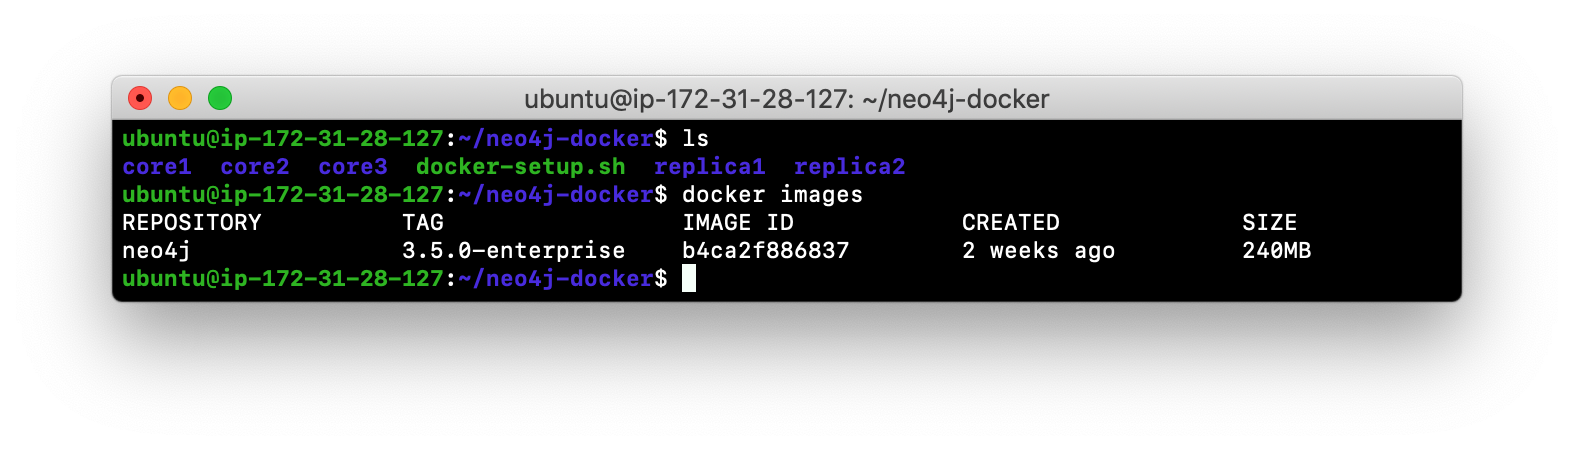 ubuntu@ip-172-31-28-127: ~/neo4j-docker
ubuntu@ip-172-31-28-127:~/neo4j-docker$ ls
core1  core2  core3  docker-setup.sh  replica1  replica2
ubuntu@ip-172-31-28-127:~/neo4j-docker$ docker images
REPOSITORY          TAG                 IMAGE ID            CREATED             SIZE
neo4j               3.5.0-enterprise    b4ca2f886837        2 weeks ago         240MB
ubuntu@ip-172-31-28-127:~/neo4j-docker$